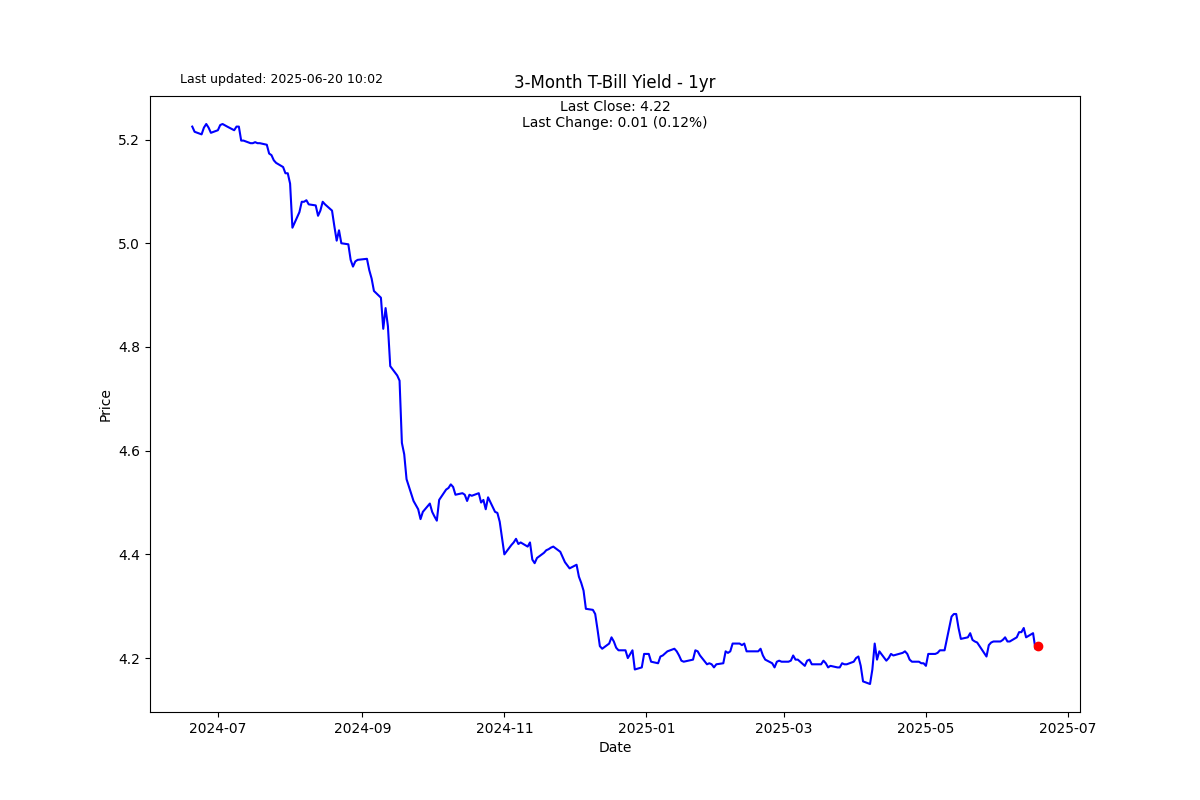 Last updated: 2025-06-20 10:02
3-Month T-Bill Yield - 1yr
Last Close: 4.22
Last Change: 0.01 (0.12%)
5.2
5.0
4.8
4.6
4.4
4.2
Price
2024-07
2024-09
2024-11
2025-01
2025-03
2025-05
2025-07
Date